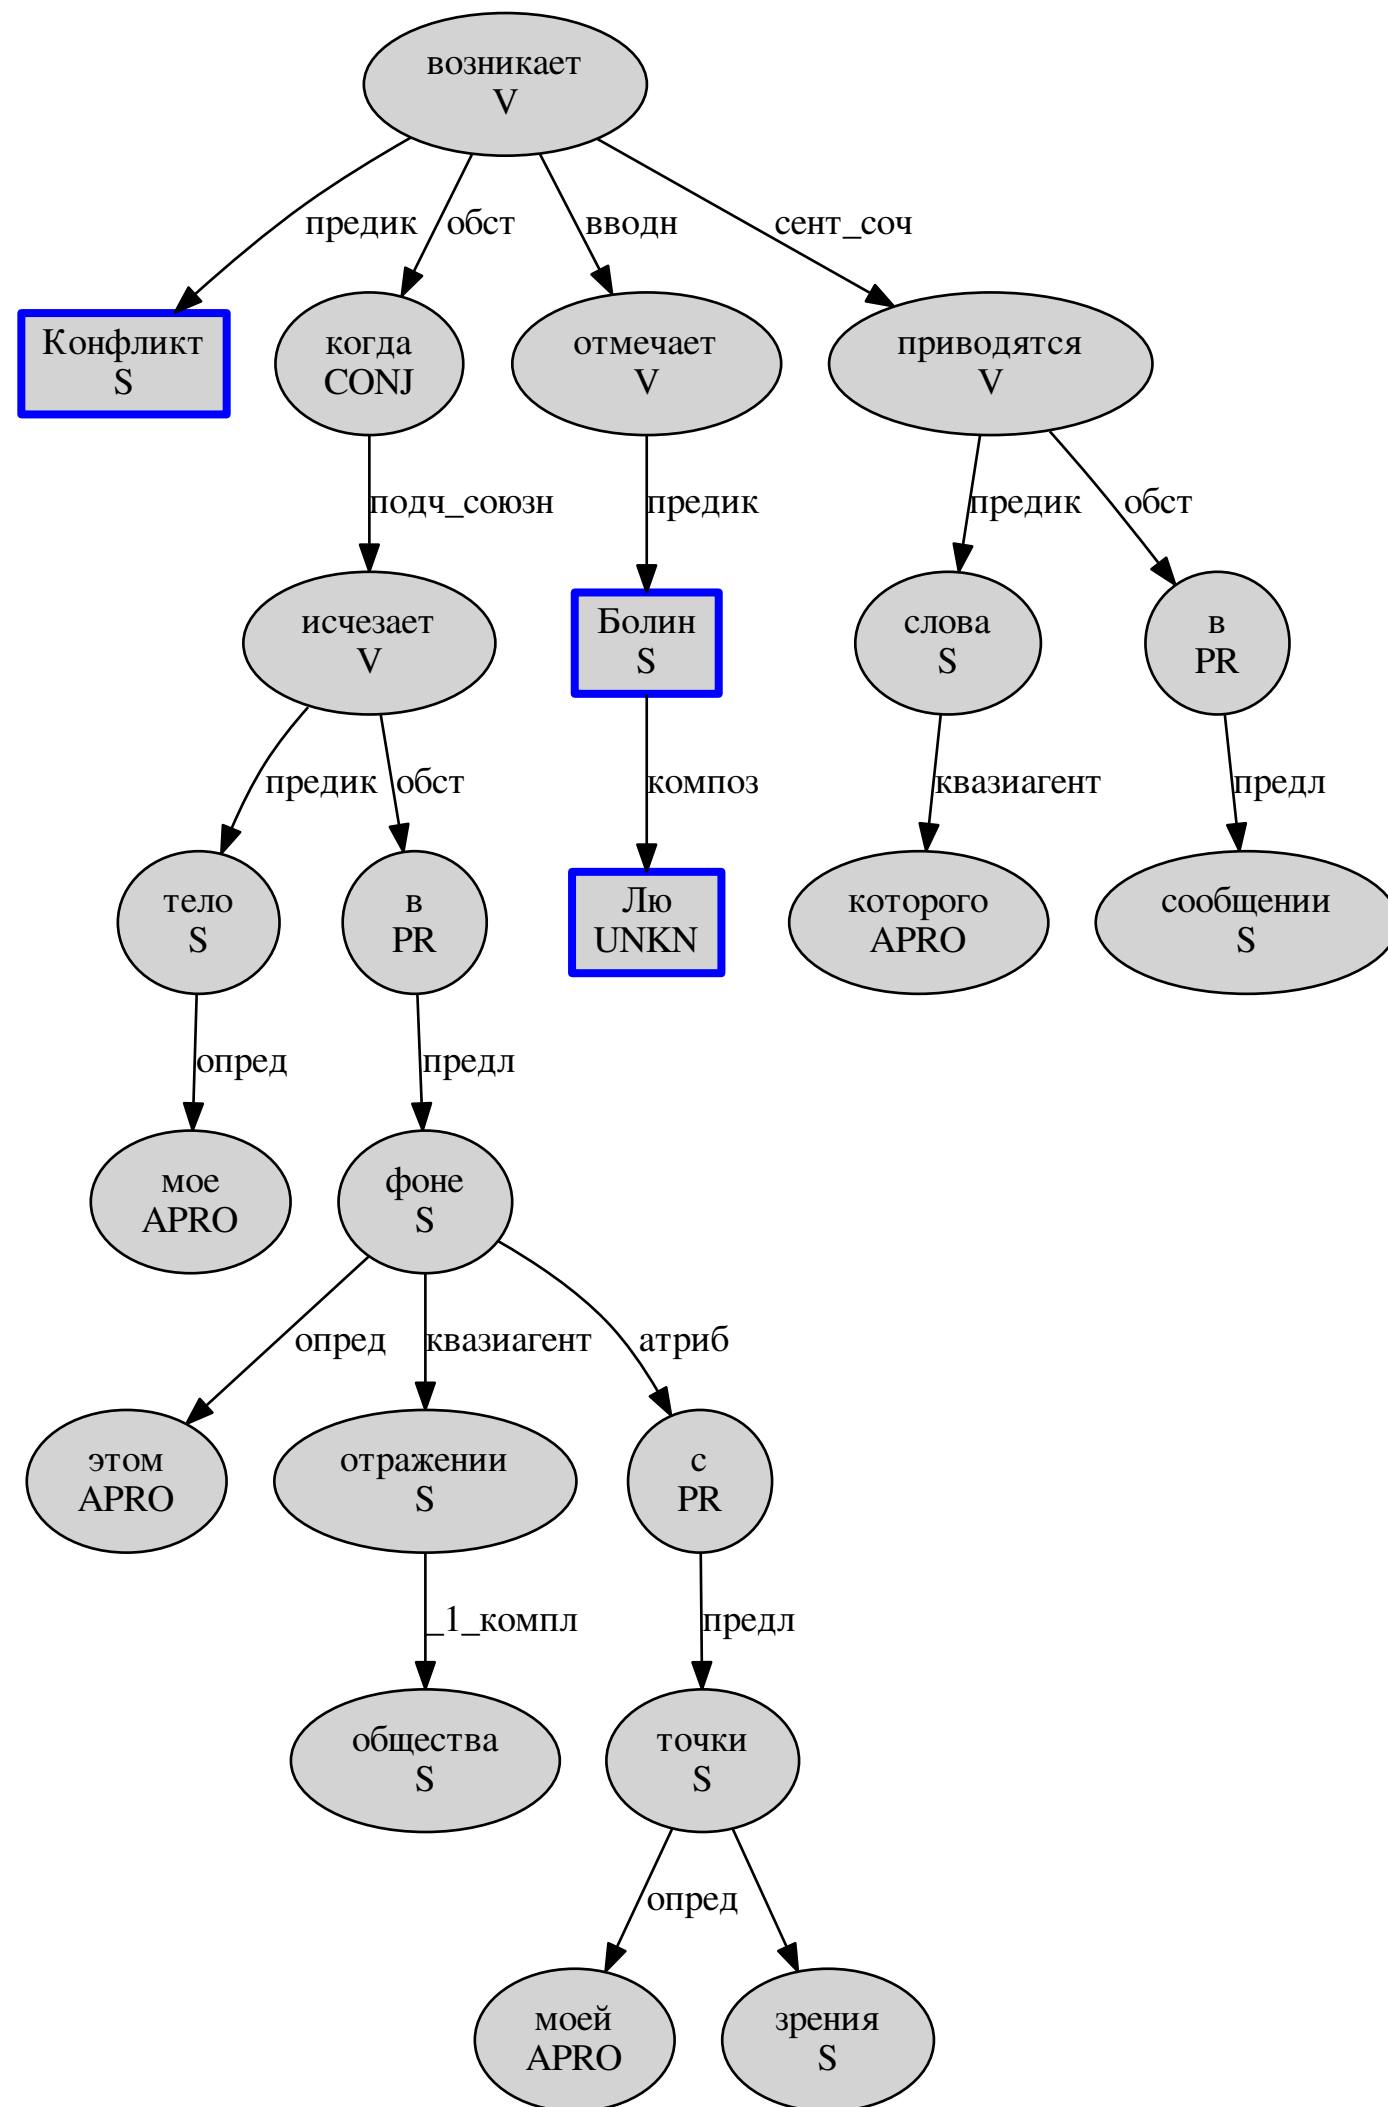 возникает
V
предик
обст
вводн
сент_соч
Конфликт
S
когда
CONJ
отмечает
V
приводятся
V
подч_союзн
предик
предик
обст
исчезает
V
Болин
S
слова
S
в
PR
предик
обст
композ
квазиагент
предл
тело
S
в
PR
Лю
UNKN
которого
APRO
сообщении
S
опред
предл
мое
APRO
фоне
S
опред
квазиагент
атриб
этом
APRO
отражении
S
с
PR
_1_компл
предл
общества
S
точки
S
опред
моей
APRO
зрения
S